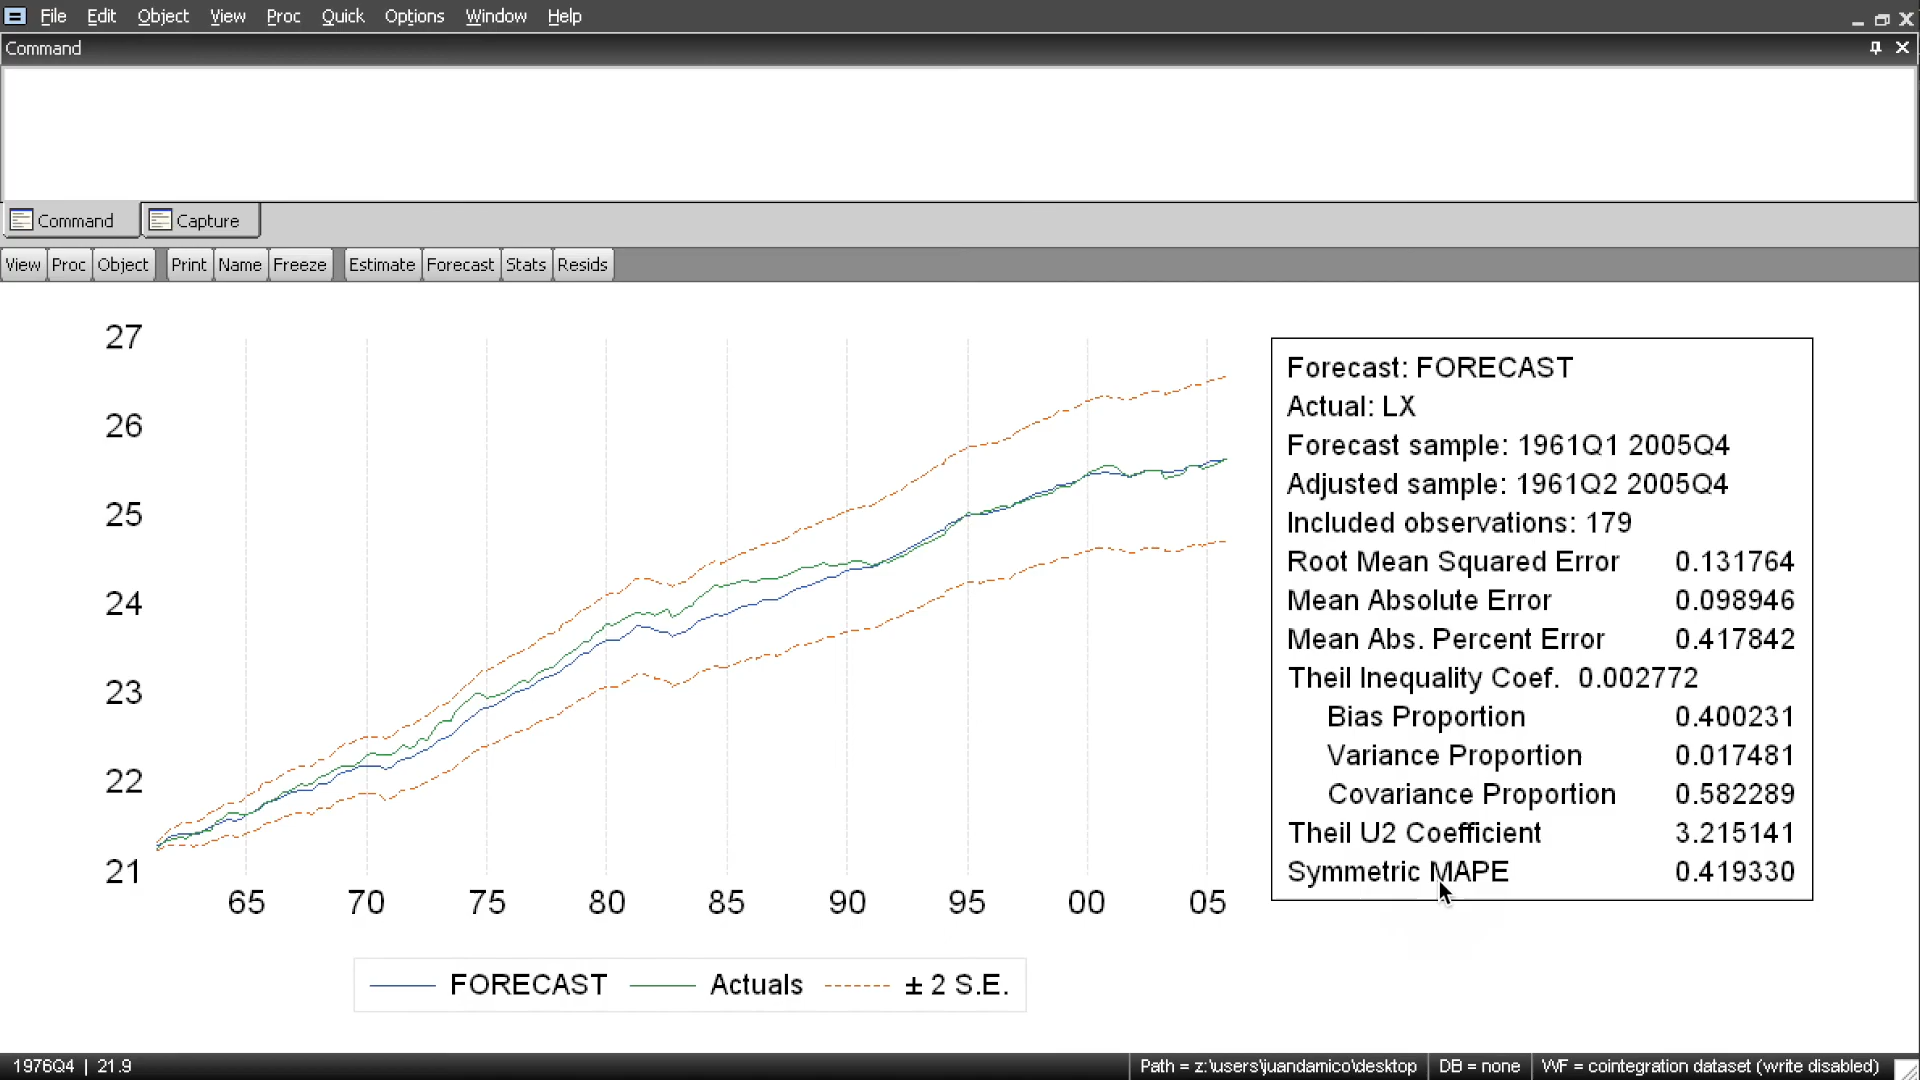 File Edit Object View Proc Quick Options Window Help
Command
Command Capture
View Proc Object Print Name Freeze Estimate Forecast Stats Resids
27
26
25
24
23
22
21
65 70 75 80 85 90 95 00 05
FORECAST Actuals ± 2 S.E.
Forecast: FORECAST
Actual: LX
Forecast sample: 1961Q1 2005Q4
Adjusted sample: 1961Q2 2005Q4
Included observations: 179
Root Mean Squared Error 0.131764
Mean Absolute Error 0.098946
Mean Abs. Percent Error 0.417842
Theil Inequality Coef. 0.002772
Bias Proportion 0.400231
Variance Proportion 0.017481
Covariance Proportion 0.582289
Theil U2 Coefficient 3.215141
Symmetric MAPE 0.419330
1976Q4 | 21.9 Path = z:\users\juandamico\desktop DB = none WF = cointegration dataset (write disabled)